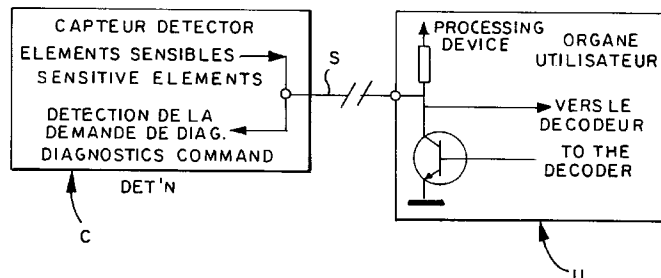 CAPTEUR DETECTOR
ELEMENTS SENSIBLES
SENSITIVE ELEMENTS
DETECTION DE LA
DEMANDE DE DIAG.
DIAGNOSTICS COMMAND
DET'N
C
S
PROCESSING
DEVICE
ORGANE
UTILISATEUR
VERS LE
DECODEUR
TO THE
DECODER
U